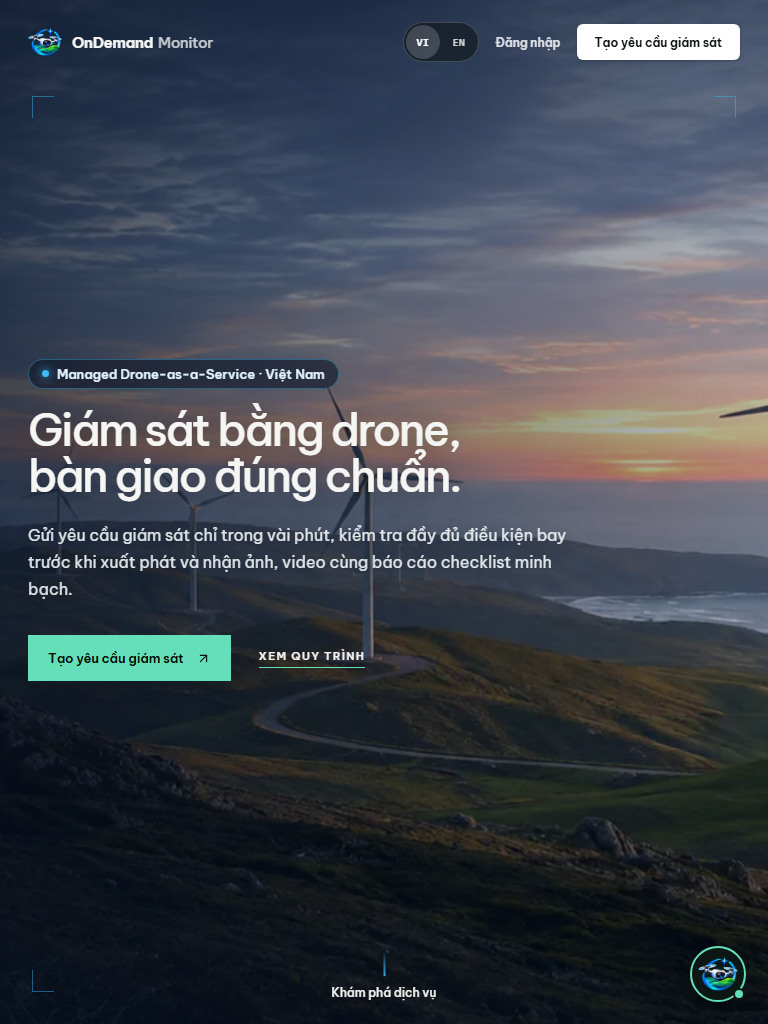 OnDemand Monitor
VI EN
Đăng nhập
Tạo yêu cầu giám sát
Managed Drone-as-a-Service · Việt Nam
Giám sát bằng drone,
bàn giao đúng chuẩn.
Gửi yêu cầu giám sát chỉ trong vài phút, kiểm tra đầy đủ điều kiện bay
trước khi xuất phát và nhận ảnh, video cùng báo cáo checklist minh
bạch.
Tạo yêu cầu giám sát
XEM QUY TRÌNH
Khám phá dịch vụ